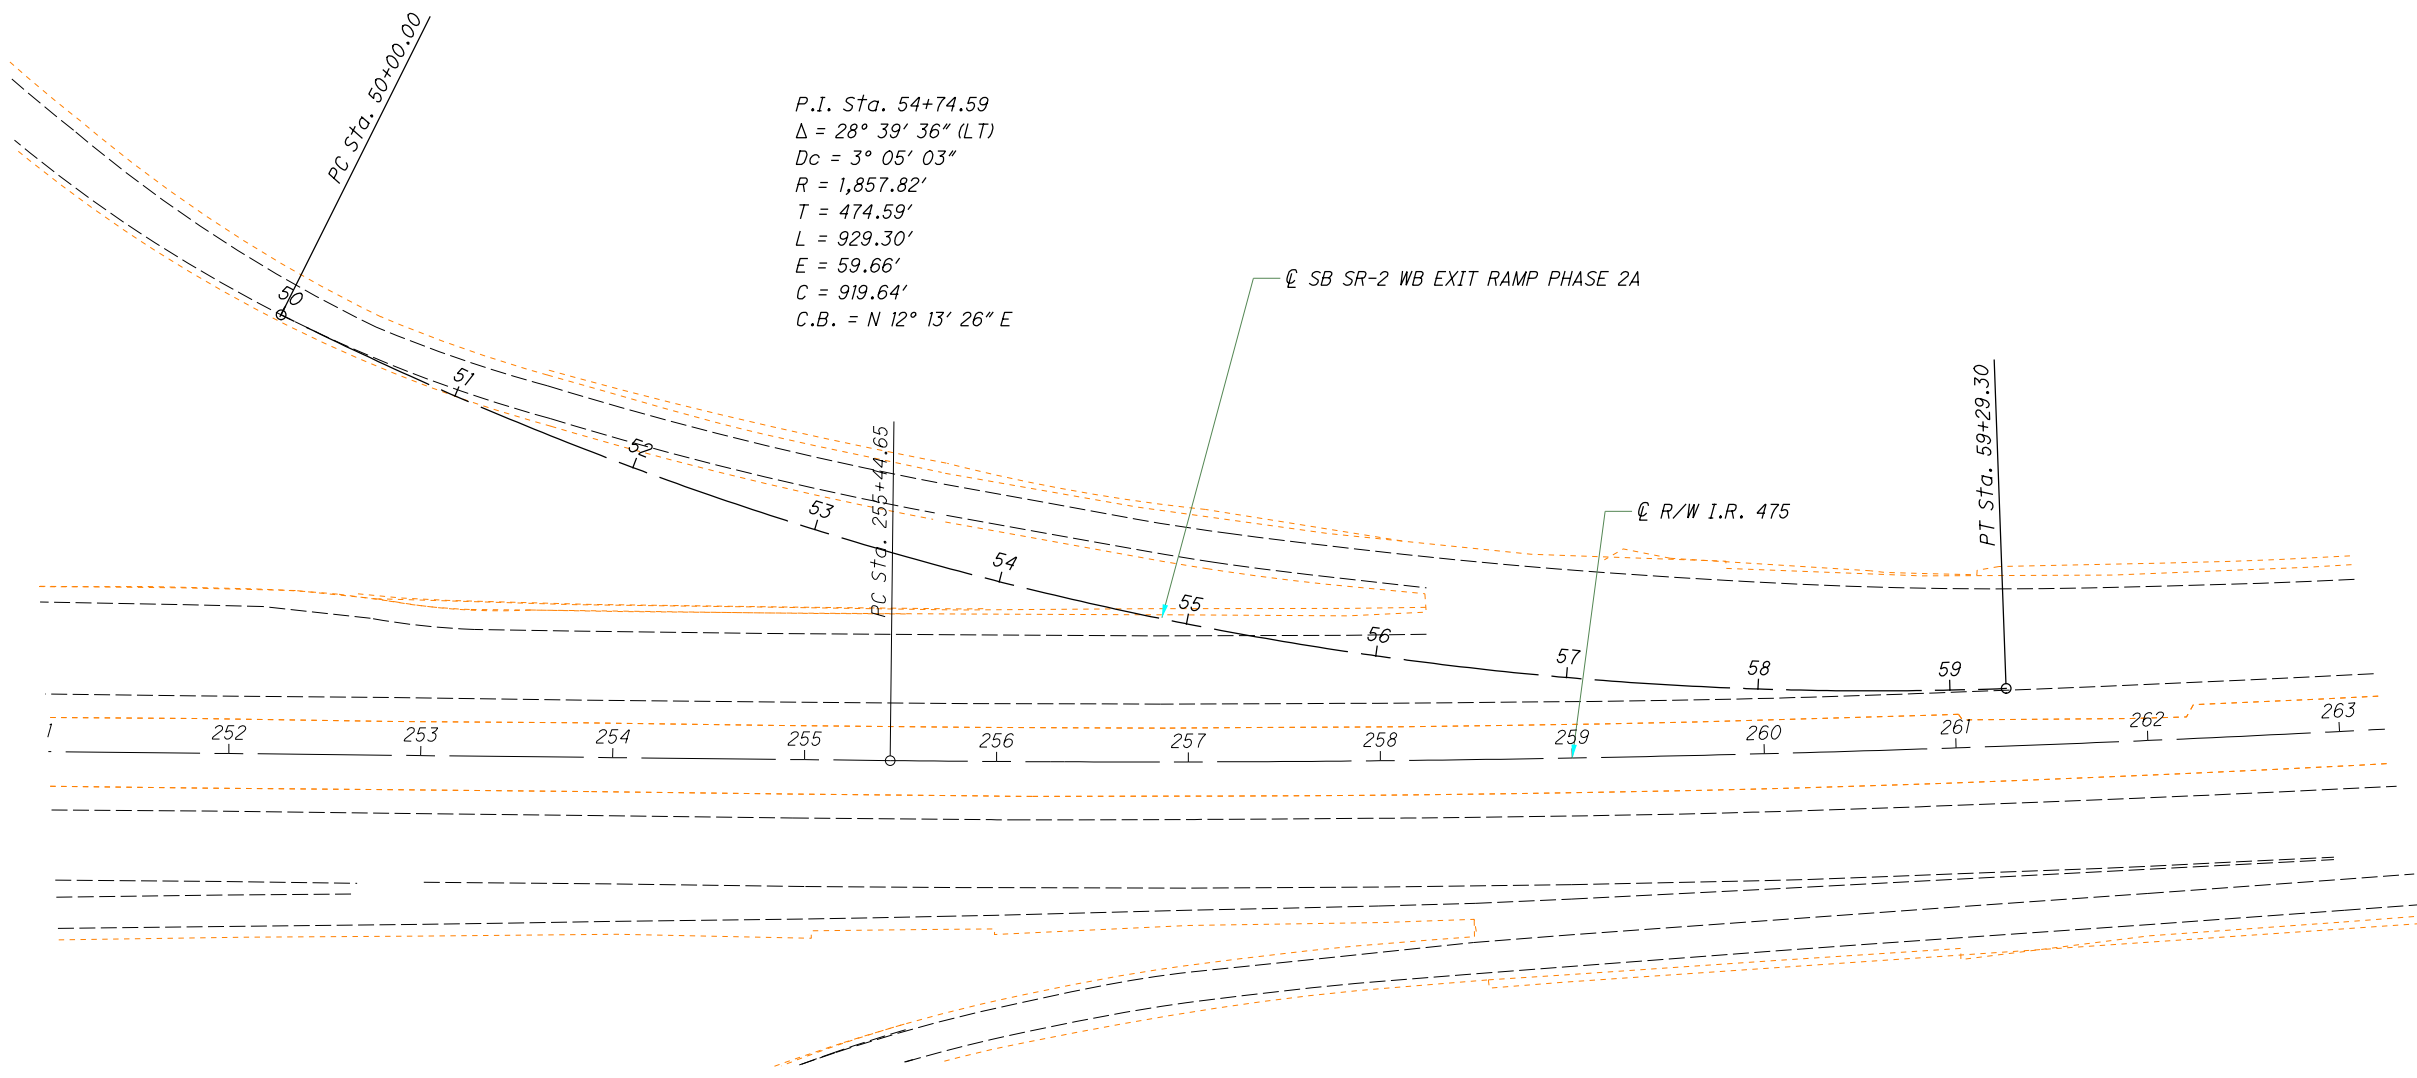 PC Sta. 50+00.00
P.I. Sta. 54+74.59
Δ = 28° 39' 36" (LT)
Dc = 3° 05' 03"
R = 1,857.82'
T = 474.59'
L = 929.30'
E = 59.66'
C = 919.64'
C.B. = N 12° 13' 26" E
℄ SB SR-2 WB EXIT RAMP PHASE 2A
50
51
52
53
54
55
56
57
58
59
PC Sta. 255+44.65
℄ R/W I.R. 475
PT Sta. 59+29.30
1
252
253
254
255
256
257
258
259
260
261
262
263